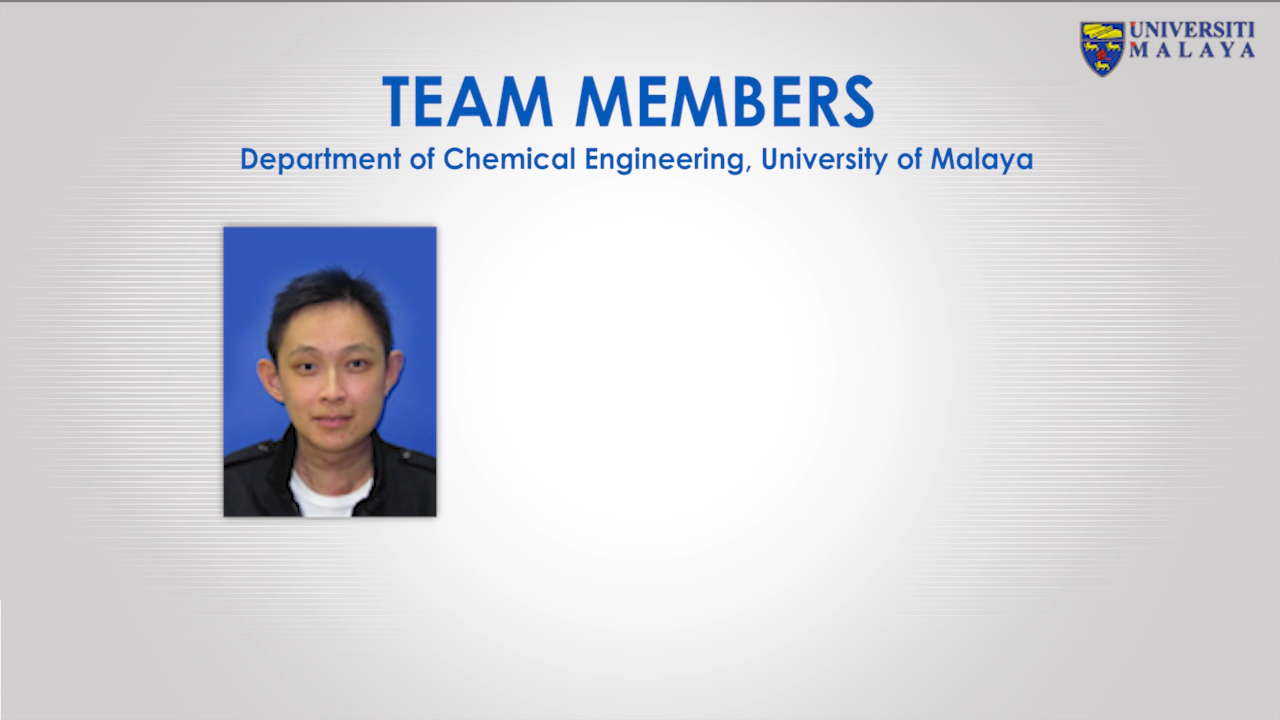 UNIVERSITI
MALAYA
TEAM MEMBERS
Department of Chemical Engineering, University of Malaya